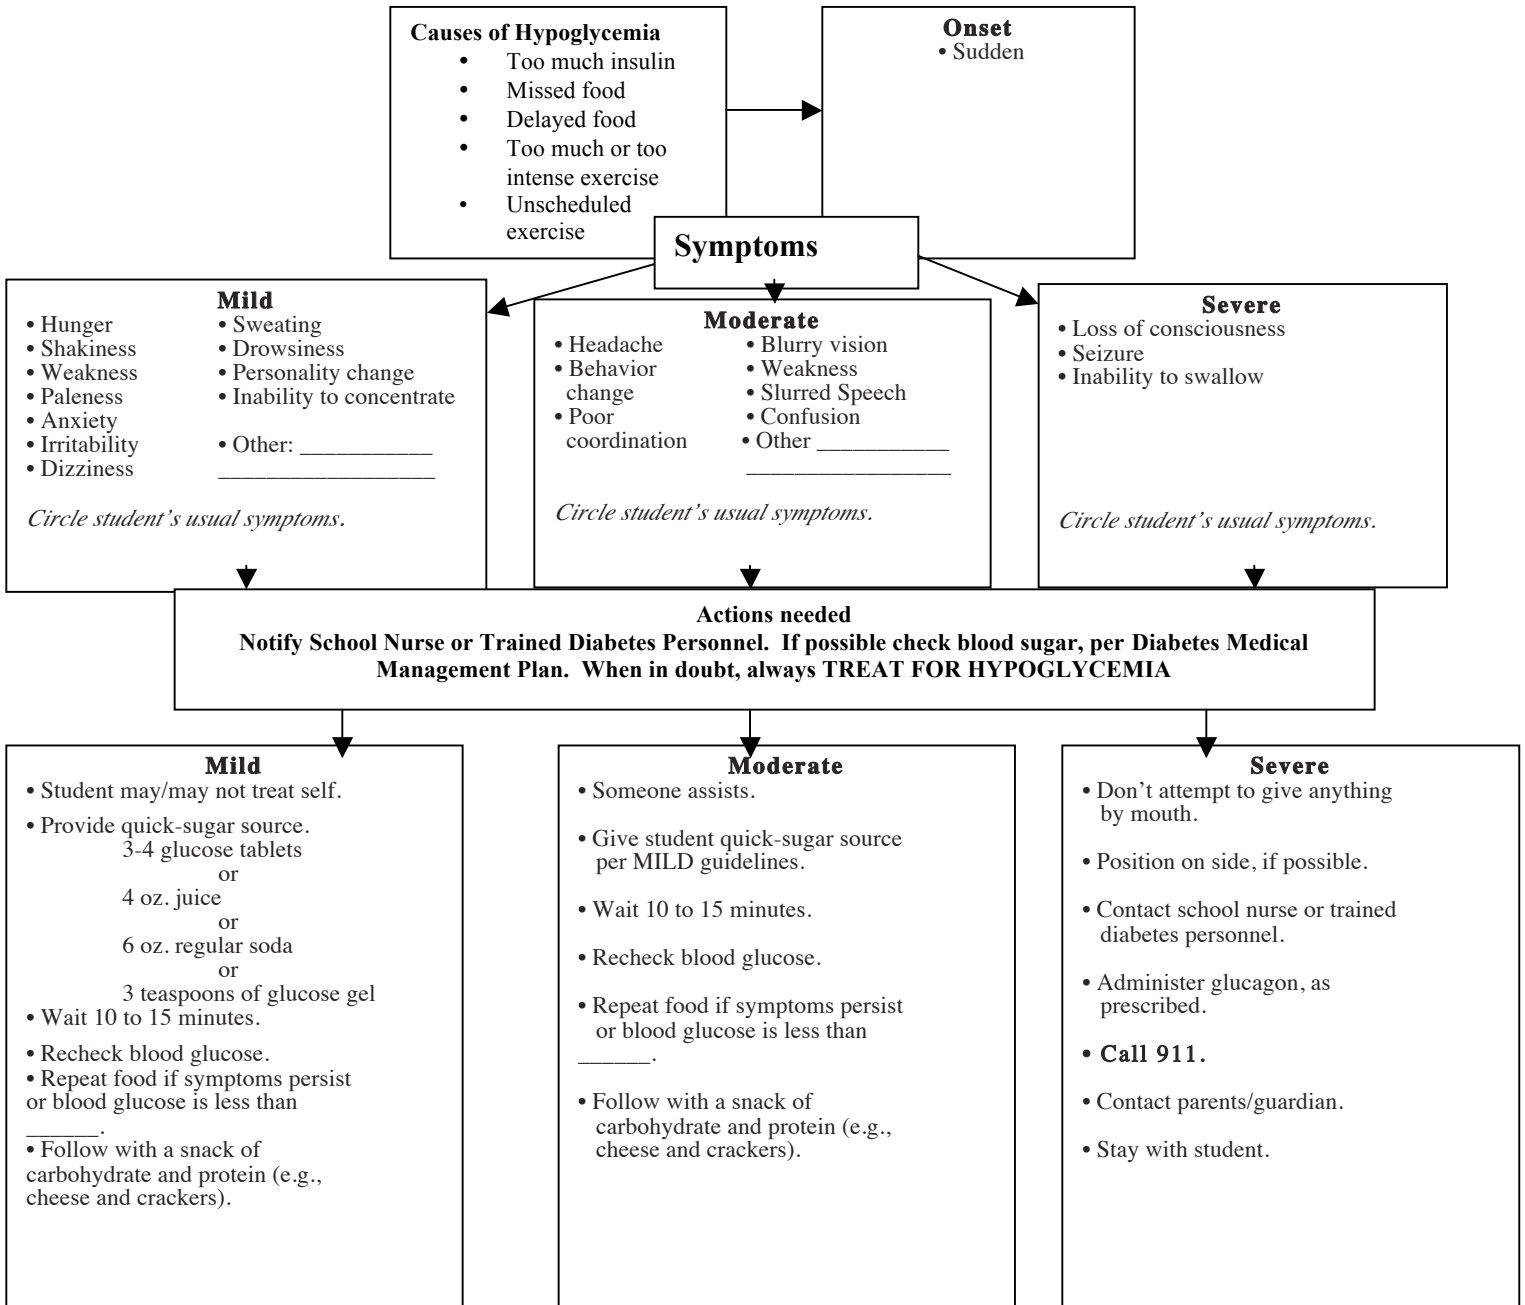 Causes of Hypoglycemia
• Too much insulin
• Missed food
• Delayed food
• Too much or too
intense exercise
• Unscheduled
exercise
Onset
• Sudden
Symptoms
Mild
• Hunger
• Shakiness
• Weakness
• Paleness
• Anxiety
• Irritability
• Dizziness
• Sweating
• Drowsiness
• Personality change
• Inability to concentrate
• Other: ___________
__________________
Circle student's usual symptoms.
Moderate
• Headache
• Behavior
change
• Poor
coordination
• Blurry vision
• Weakness
• Slurred Speech
• Confusion
• Other ___________
_________________
Circle student's usual symptoms.
Severe
• Loss of consciousness
• Seizure
• Inability to swallow
Circle student's usual symptoms.
Actions needed
Notify School Nurse or Trained Diabetes Personnel. If possible check blood sugar, per Diabetes Medical
Management Plan. When in doubt, always TREAT FOR HYPOGLYCEMIA
Mild
• Student may/may not treat self.
• Provide quick-sugar source.
3-4 glucose tablets
or
4 oz. juice
or
6 oz. regular soda
or
3 teaspoons of glucose gel
• Wait 10 to 15 minutes.
• Recheck blood glucose.
• Repeat food if symptoms persist
or blood glucose is less than
______.
• Follow with a snack of
carbohydrate and protein (e.g.,
cheese and crackers).
Moderate
• Someone assists.
• Give student quick-sugar source
per MILD guidelines.
• Wait 10 to 15 minutes.
• Recheck blood glucose.
• Repeat food if symptoms persist
or blood glucose is less than
______.
• Follow with a snack of
carbohydrate and protein (e.g.,
cheese and crackers).
Severe
• Don't attempt to give anything
by mouth.
• Position on side, if possible.
• Contact school nurse or trained
diabetes personnel.
• Administer glucagon, as
prescribed.
• Call 911.
• Contact parents/guardian.
• Stay with student.